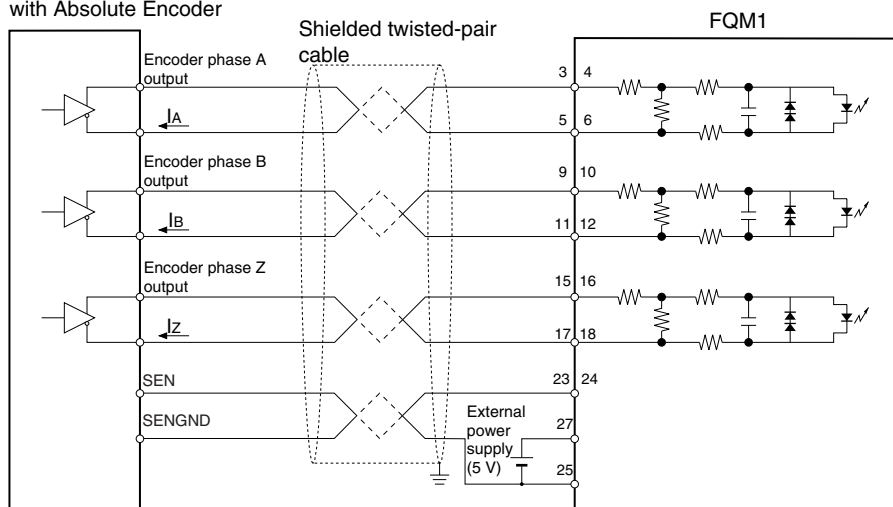 with Absolute Encoder
FQM1
Shielded twisted-pair
cable
Encoder phase A
output
3 4
IA
5 6
Encoder phase B
output
9 10
IB
11 12
Encoder phase Z
output
15 16
IZ
17 18
SEN
23 24
SENGND
External
power
supply
(5 V)
27
25